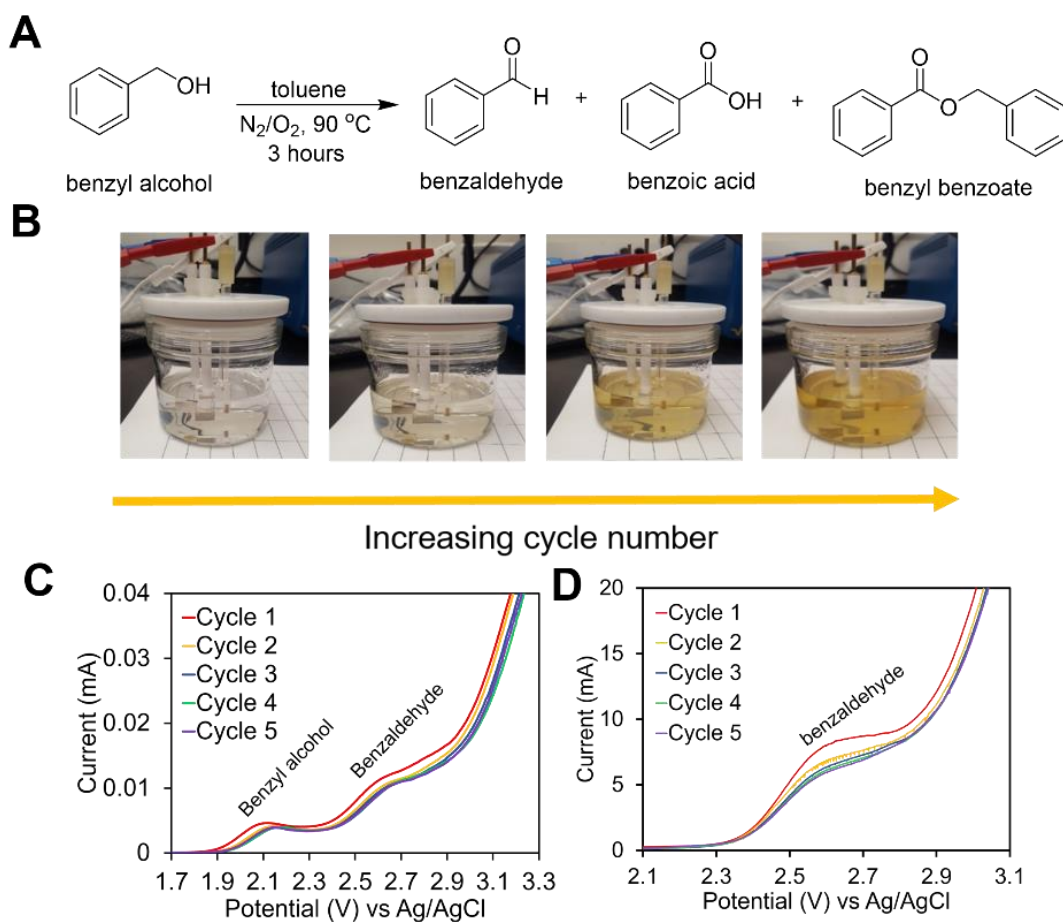 A
OH
toluene
N₂/O₂, 90 °C
3 hours
benzyl alcohol
O
H
benzaldehyde
+
O
OH
benzoic acid
+
O
O
benzyl benzoate
B
Increasing cycle number
C
0.04
0.03
0.02
0.01
0
Current (mA)
Cycle 1
Cycle 2
Cycle 3
Cycle 4
Cycle 5
Benzyl alcohol
Benzaldehyde
1.7 1.9 2.1 2.3 2.5 2.7 2.9 3.1 3.3
Potential (V) vs Ag/AgCl
D
20
15
10
5
0
Current (mA)
Cycle 1
Cycle 2
Cycle 3
Cycle 4
Cycle 5
benzaldehyde
2.1 2.3 2.5 2.7 2.9 3.1
Potential (V) vs Ag/AgCl